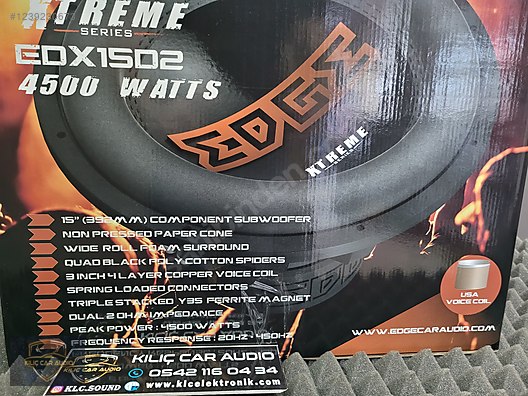 XTREME
SERIES
EDX15D2
4500 WATTS
EDGE
XTREME
15" (392MM) COMPONENT SUBWOOFER
NON PRESSED PAPER CONE
WIDE ROLL FOAM SURROUND
QUAD BLACK POLY-COTTON SPIDERS
3 INCH 4 LAYER COPPER VOICE COIL
SPRING LOADED CONNECTORS
TRIPLE STACKED Y35 FERRITE MAGNET
DUAL 2 OHM IMPEDANCE
PEAK POWER : 4500 WATTS
FREQUENCY RESPONSE : 20HZ - 450HZ
USA
VOICE COIL
WWW.EDGECARAUDIO.COM
KILIÇ CAR AUDIO
KILIÇ CAR AUDIO
0542 116 04 34
KLC.SOUND
www.klcelektronik.com